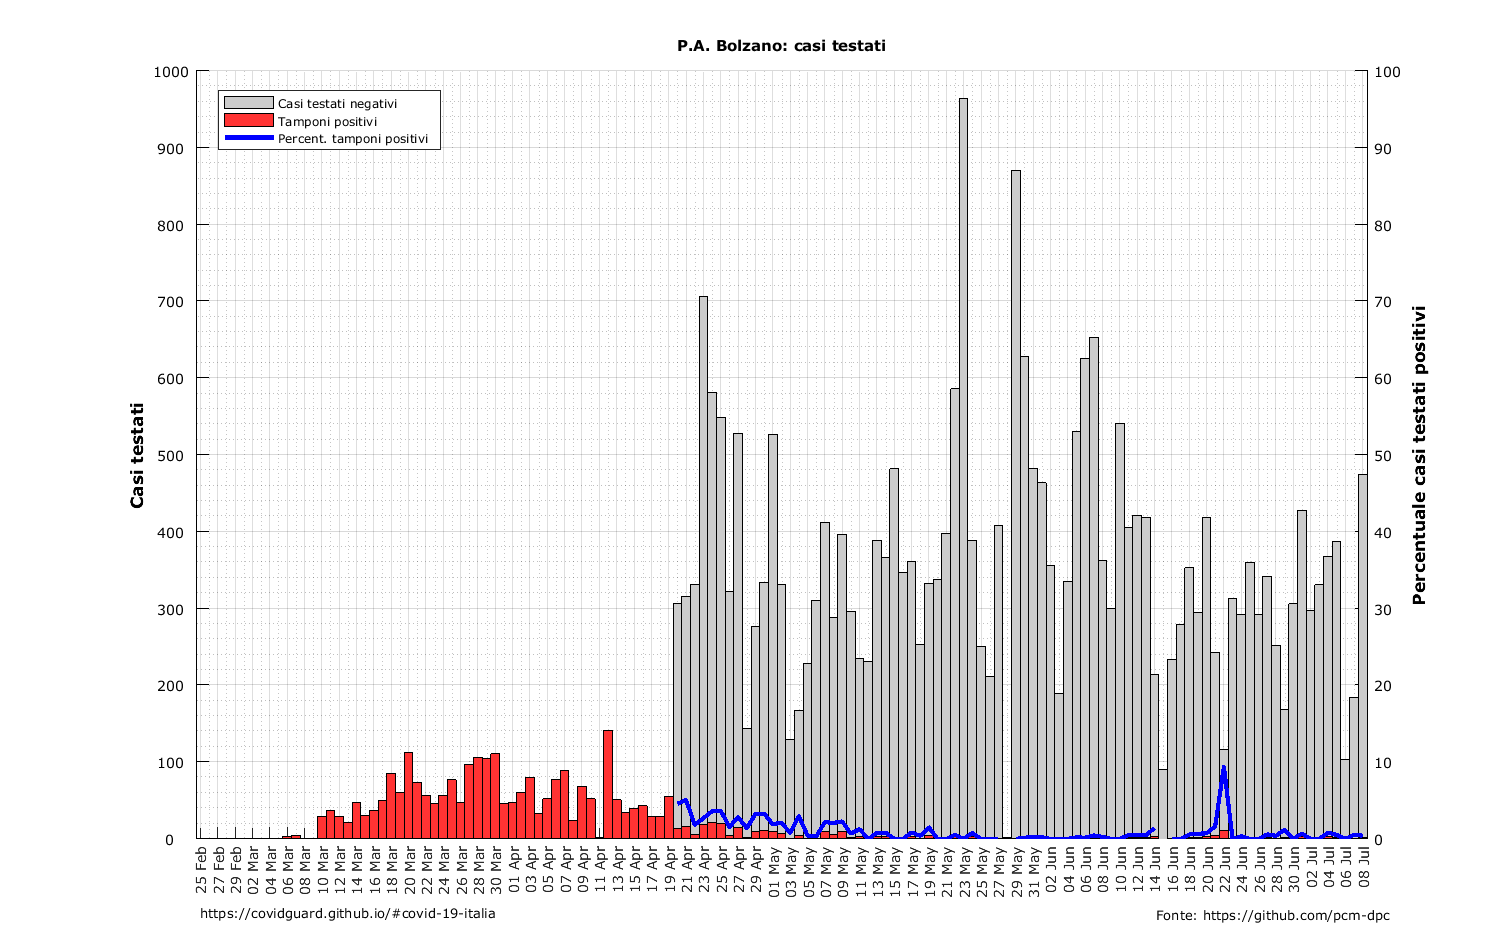 P.A. Bolzano: casi testati
Casi testati negativi
Tamponi positivi
Percent. tamponi positivi
1000
900
800
700
600
500
400
300
200
100
0
Casi testati
100
90
80
70
60
50
40
30
20
10
0
Percentuale casi testati positivi
25 Feb
27 Feb
29 Feb
02 Mar
04 Mar
06 Mar
08 Mar
10 Mar
12 Mar
14 Mar
16 Mar
18 Mar
20 Mar
22 Mar
24 Mar
26 Mar
28 Mar
30 Mar
01 Apr
03 Apr
05 Apr
07 Apr
09 Apr
11 Apr
13 Apr
15 Apr
17 Apr
19 Apr
21 Apr
23 Apr
25 Apr
27 Apr
29 Apr
01 May
03 May
05 May
07 May
09 May
11 May
13 May
15 May
17 May
19 May
21 May
23 May
25 May
27 May
29 May
31 May
02 Jun
04 Jun
06 Jun
08 Jun
10 Jun
12 Jun
14 Jun
16 Jun
18 Jun
20 Jun
22 Jun
24 Jun
26 Jun
28 Jun
30 Jun
02 Jul
04 Jul
06 Jul
08 Jul
https://covidguard.github.io/#covid-19-italia
Fonte: https://github.com/pcm-dpc